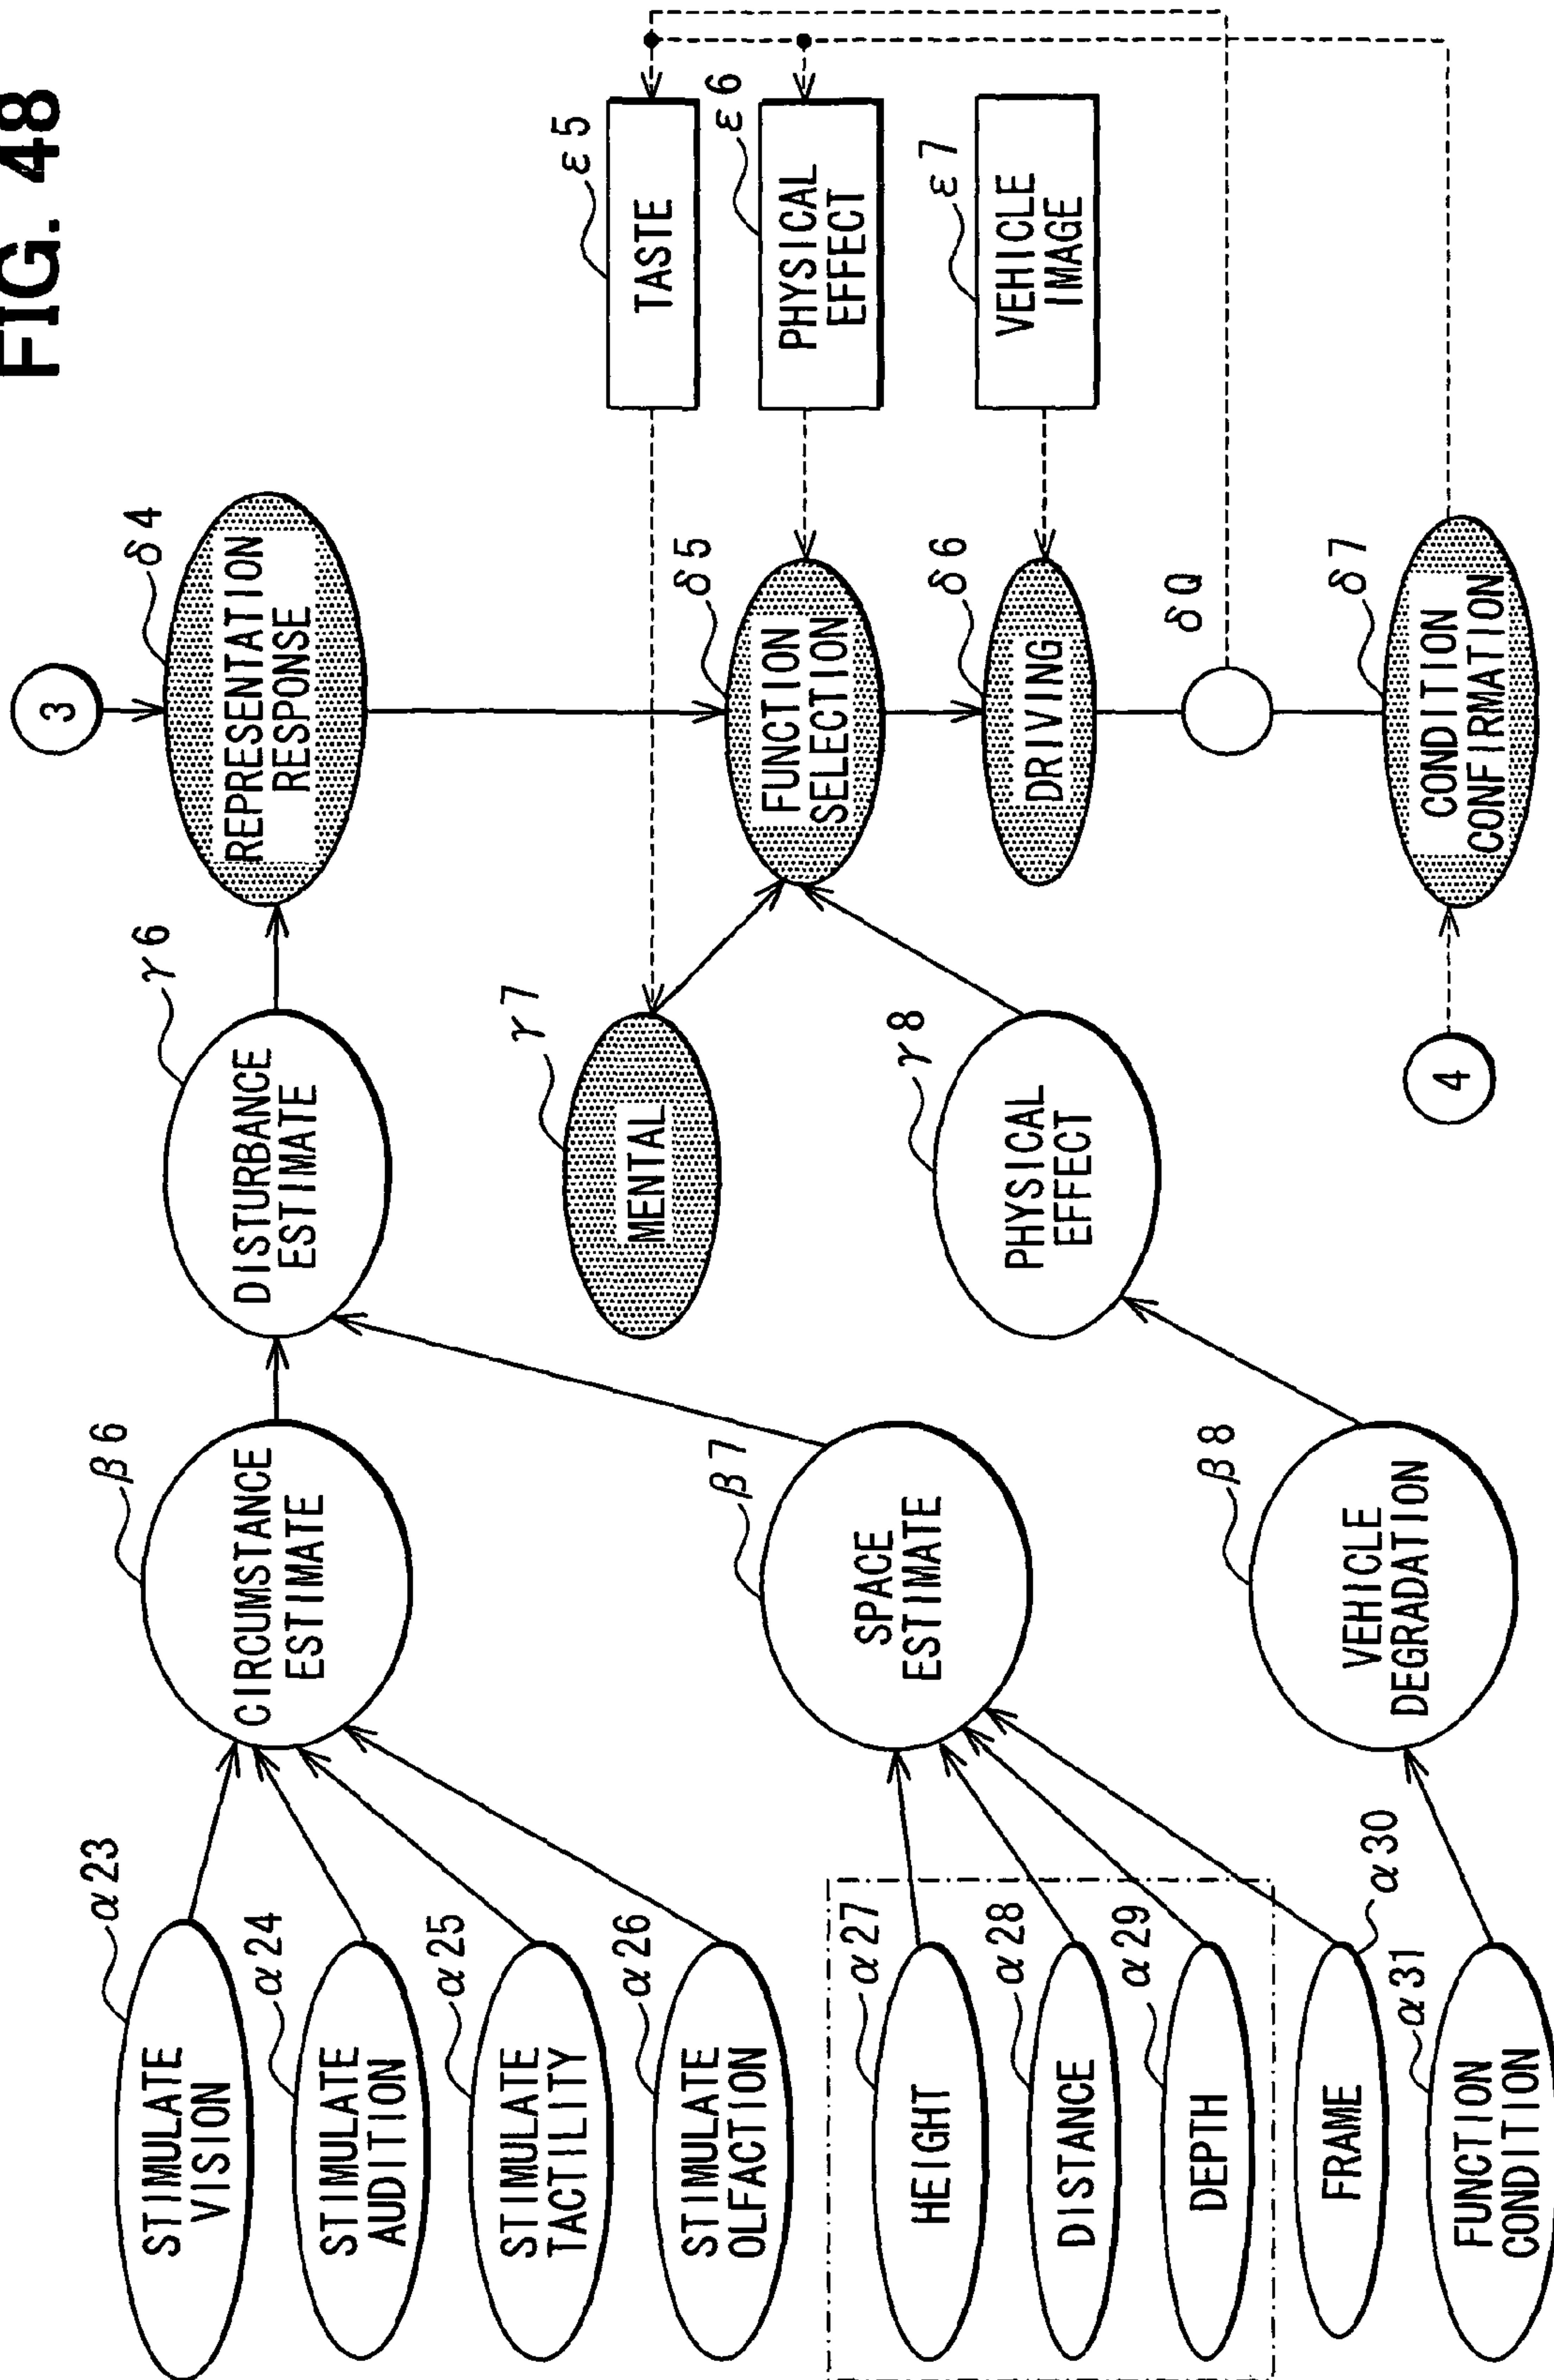 FIG. 48
3
REPRESENTATION
RESPONSE
δ4
FUNCTION
SELECTION
δ5
DRIVING
δ6
δQ
CONDITION
CONFIRMATION
δ7
4
TASTE
ε5
PHYSICAL
EFFECT
ε6
VEHICLE
IMAGE
ε7
DISTURBANCE
ESTIMATE
γ6
MENTAL
γ7
PHYSICAL
EFFECT
γ8
CIRCUMSTANCE
ESTIMATE
β6
SPACE
ESTIMATE
β7
VEHICLE
DEGRADATION
β8
STIMULATE
VISION
α23
STIMULATE
AUDITION
α24
STIMULATE
TACTILITY
α25
STIMULATE
OLFACTION
α26
HEIGHT
α27
DISTANCE
α28
DEPTH
α29
FRAME
α30
FUNCTION
CONDITION
α31